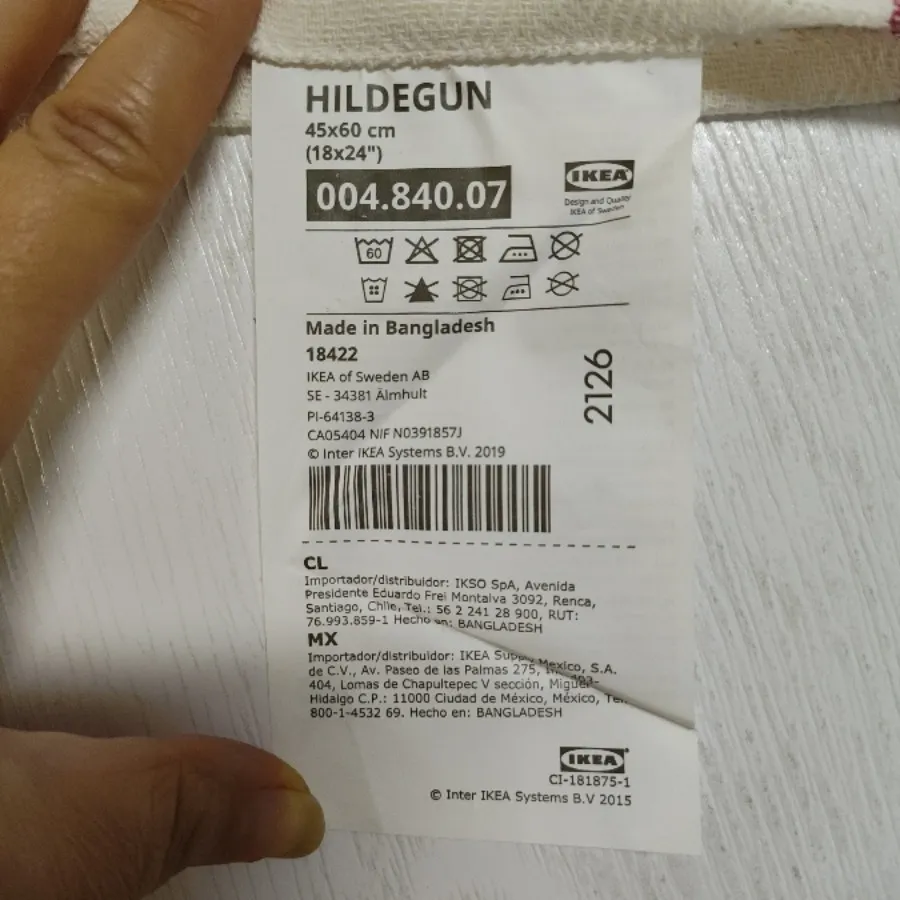 HILDEGUN
45x60 cm
(18x24")
004.840.07
IKEA
Design and Quality
IKEA of Sweden
60
Made in Bangladesh
18422
IKEA of Sweden AB
SE - 34381 Älmhult
PI-64138-3
CA05404 NIF N0391857J
© Inter IKEA Systems B.V. 2019
2126
CL
Importador/distribuidor: IKSO SpA, Avenida
Presidente Eduardo Frei Montalva 3092, Renca,
Santiago, Chile, Tel.: 56 2 241 28 900, RUT:
76.993.859-1 Hecho en: BANGLADESH
MX
Importador/distribuidor: IKEA Supply Mexico, S.A.
de C.V., Av. Paseo de las Palmas 275,
404, Lomas de Chapultepec V sección, Miguel
Hidalgo C.P.: 11000 Ciudad de México, México, Tel.
800-1-4532 69. Hecho en: BANGLADESH
IKEA
CI-181875-1
© Inter IKEA Systems B.V 2015